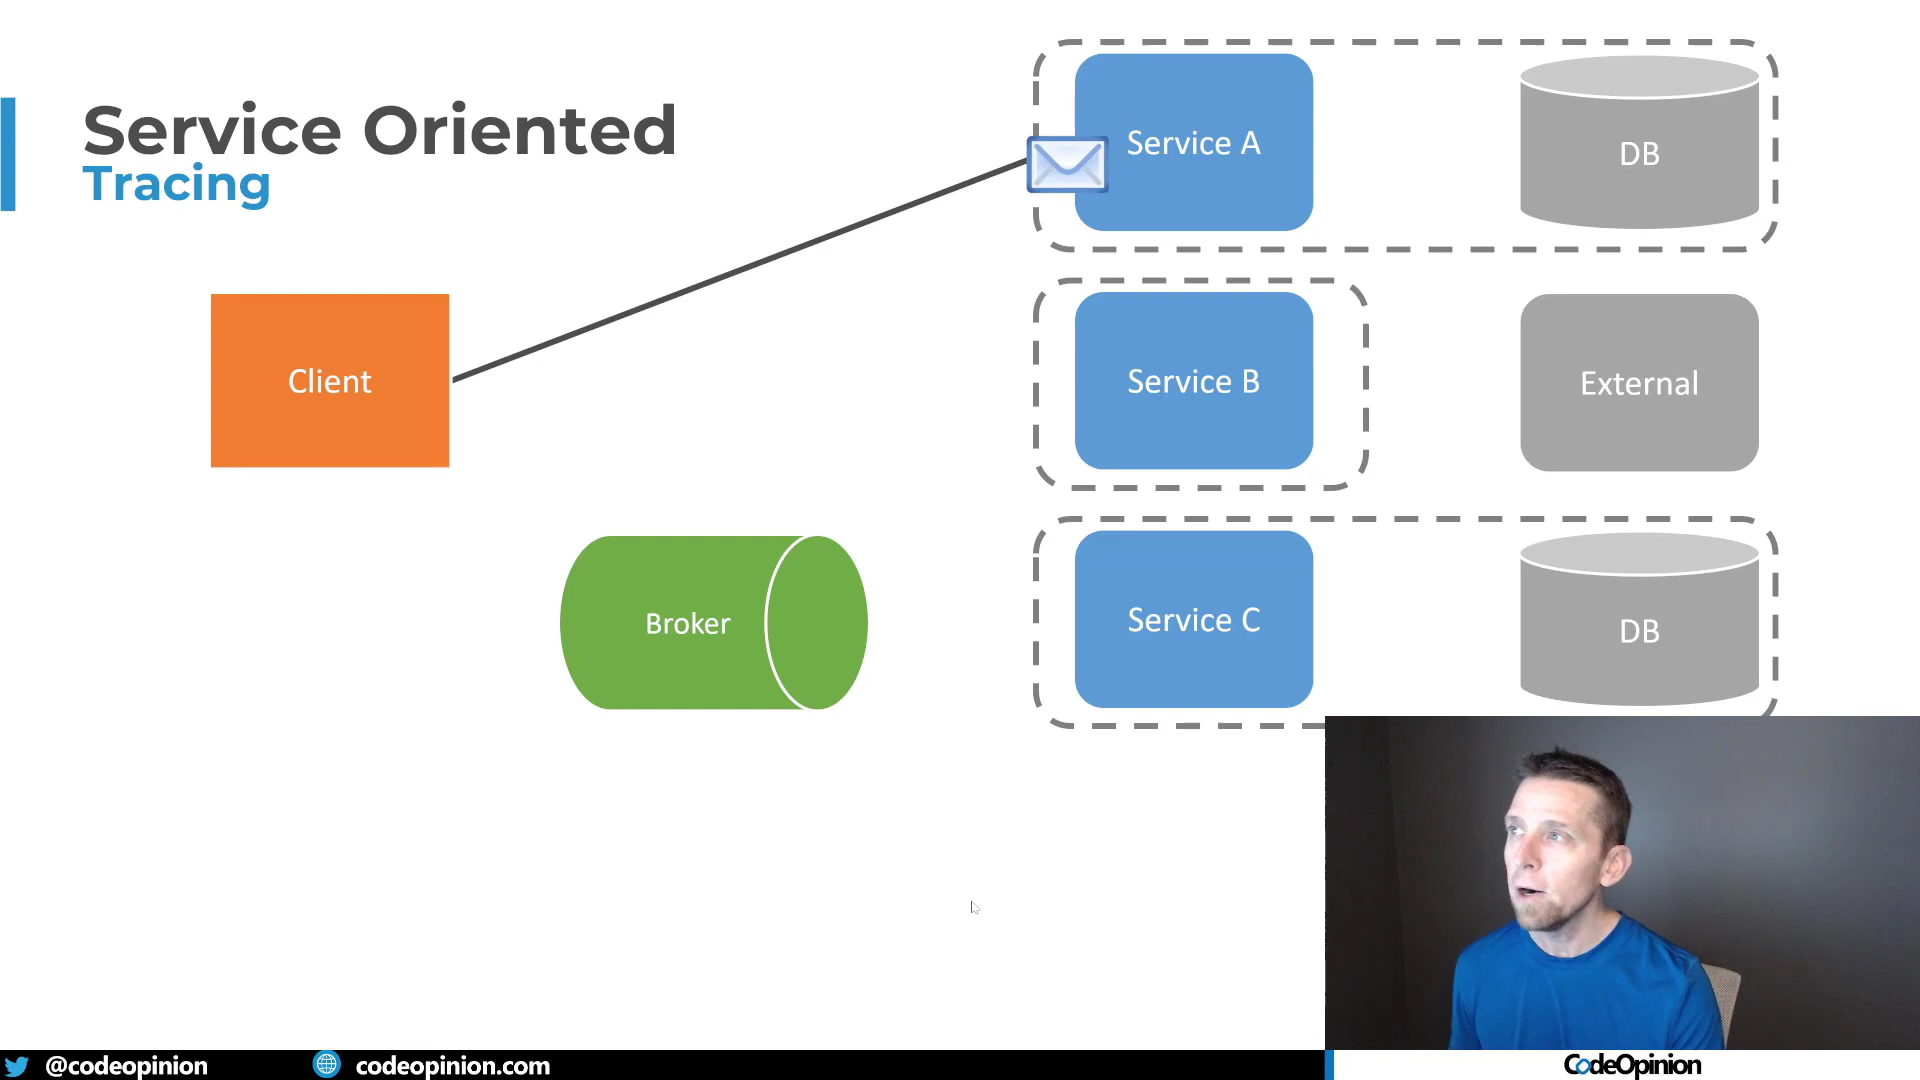 Service Oriented
Tracing
Service A
DB
Client
Service B
External
Broker
Service C
DB
@codeopinion
codeopinion.com
CodeOpinion